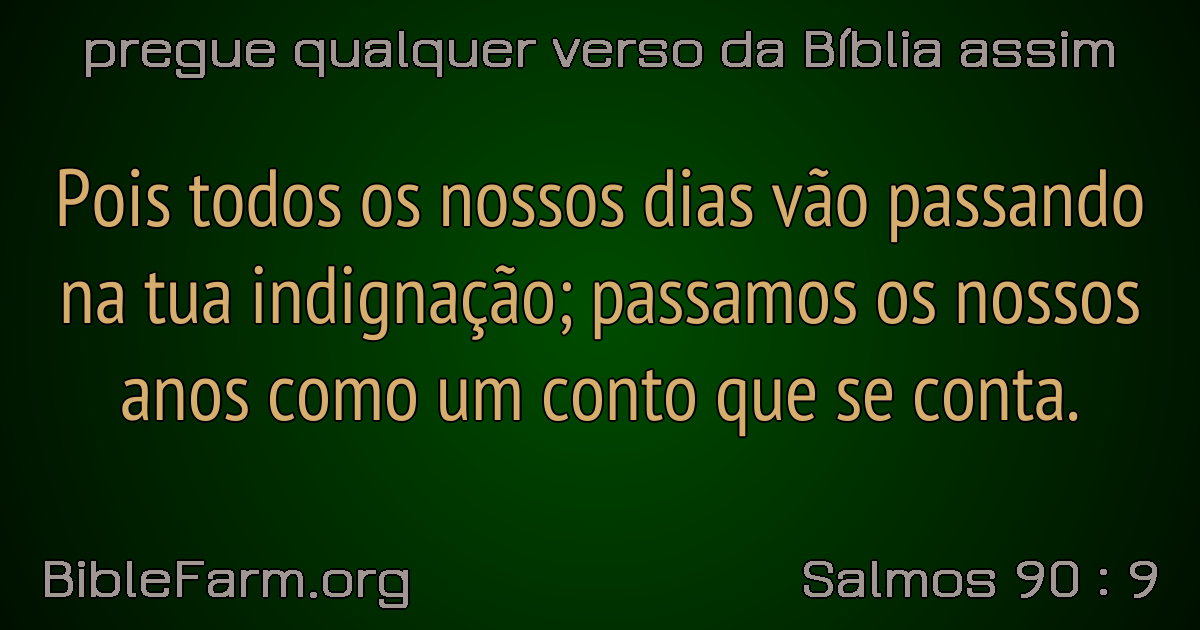 pregue qualquer verso da Bíblia assim
Pois todos os nossos dias vão passando
na tua indignação; passamos os nossos
anos como um conto que se conta.
BibleFarm.org
Salmos 90 : 9